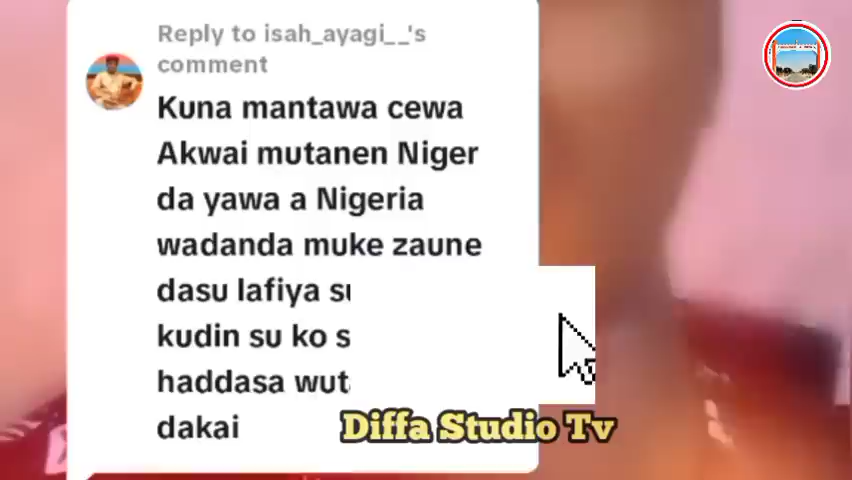 Reply to isah_ayagi__'s
comment
Kuna mantawa cewa
Akwai mutanen Niger
da yawa a Nigeria
wadanda muke zaune
dasu lafiya
kudin su ko
haddasa
dakai
Diffa Studio Tv